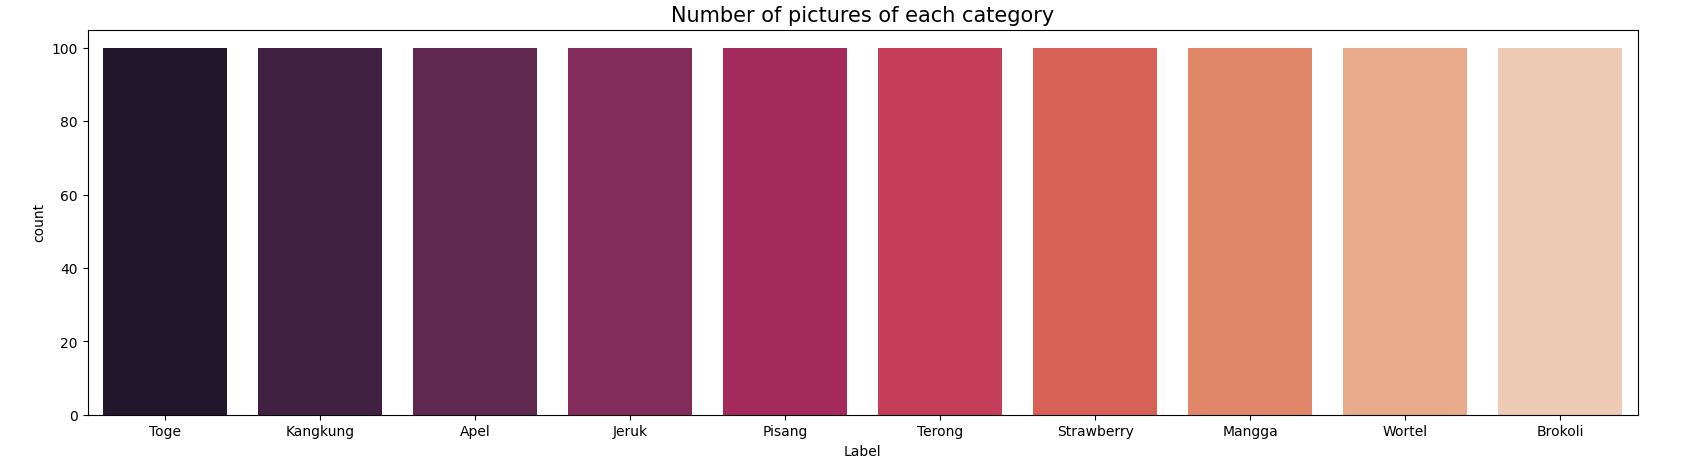 Number of pictures of each category
count
100
80
60
40
20
0
Toge Kangkung Apel Jeruk Pisang Terong Strawberry Mangga Wortel Brokoli
Label